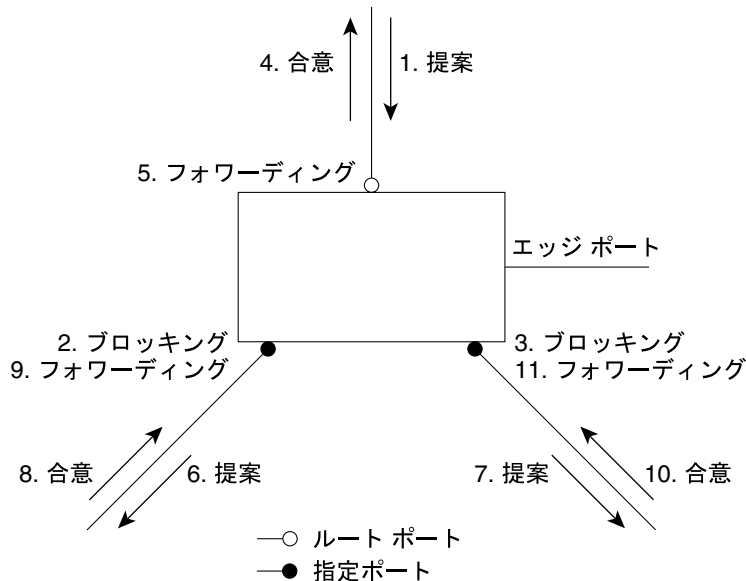 4. 合意
1. 提案
5. フォワーディング
エッジ ポート
2. ブロッキング
9. フォワーディング
3. ブロッキング
11. フォワーディング
8. 合意
6. 提案
7. 提案
10. 合意
ルート ポート
指定ポート